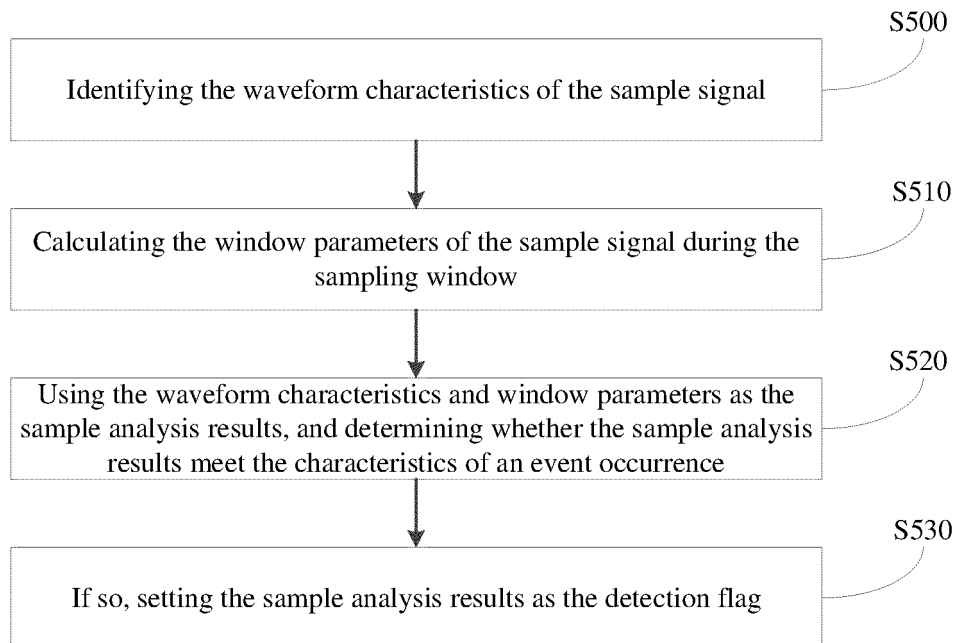 S500
Identifying the waveform characteristics of the sample signal
S510
Calculating the window parameters of the sample signal during the
sampling window
S520
Using the waveform characteristics and window parameters as the
sample analysis results, and determining whether the sample analysis
results meet the characteristics of an event occurrence
S530
If so, setting the sample analysis results as the detection flag